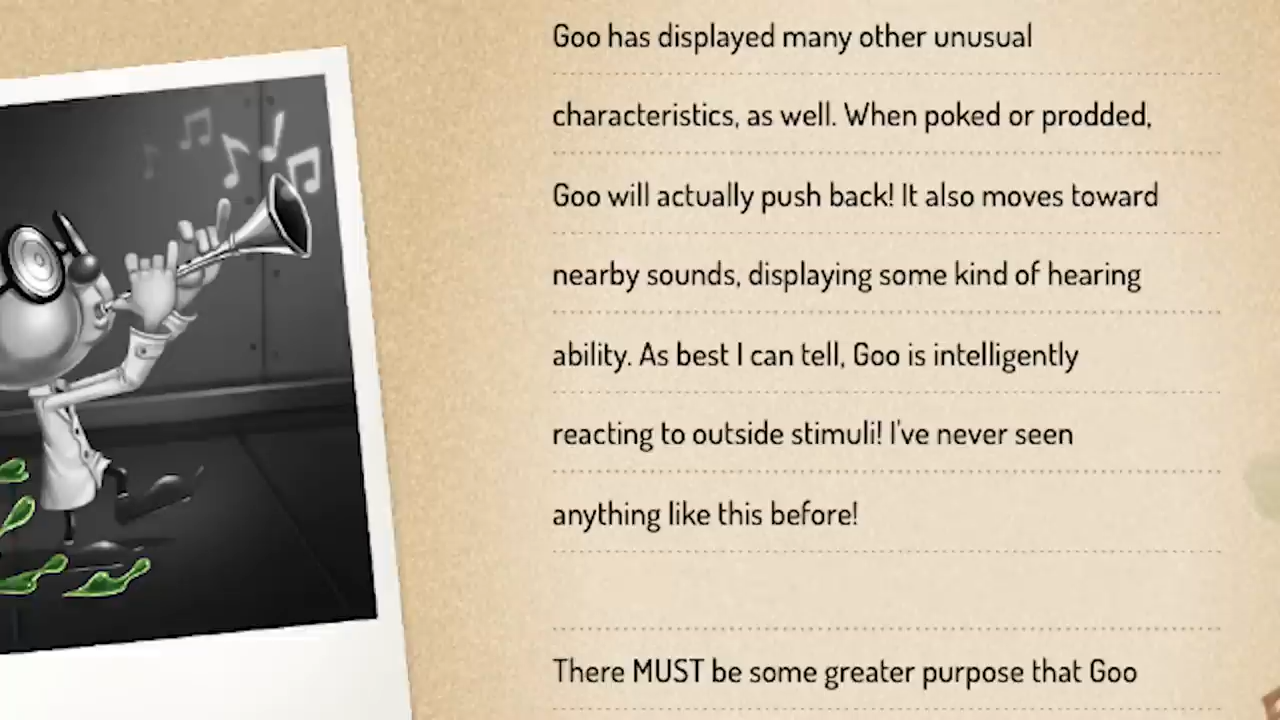 Goo has displayed many other unusual
characteristics, as well. When poked or prodded,
Goo will actually push back! It also moves toward
nearby sounds, displaying some kind of hearing
ability. As best I can tell, Goo is intelligently
reacting to outside stimuli! I've never seen
anything like this before!
There MUST be some greater purpose that Goo